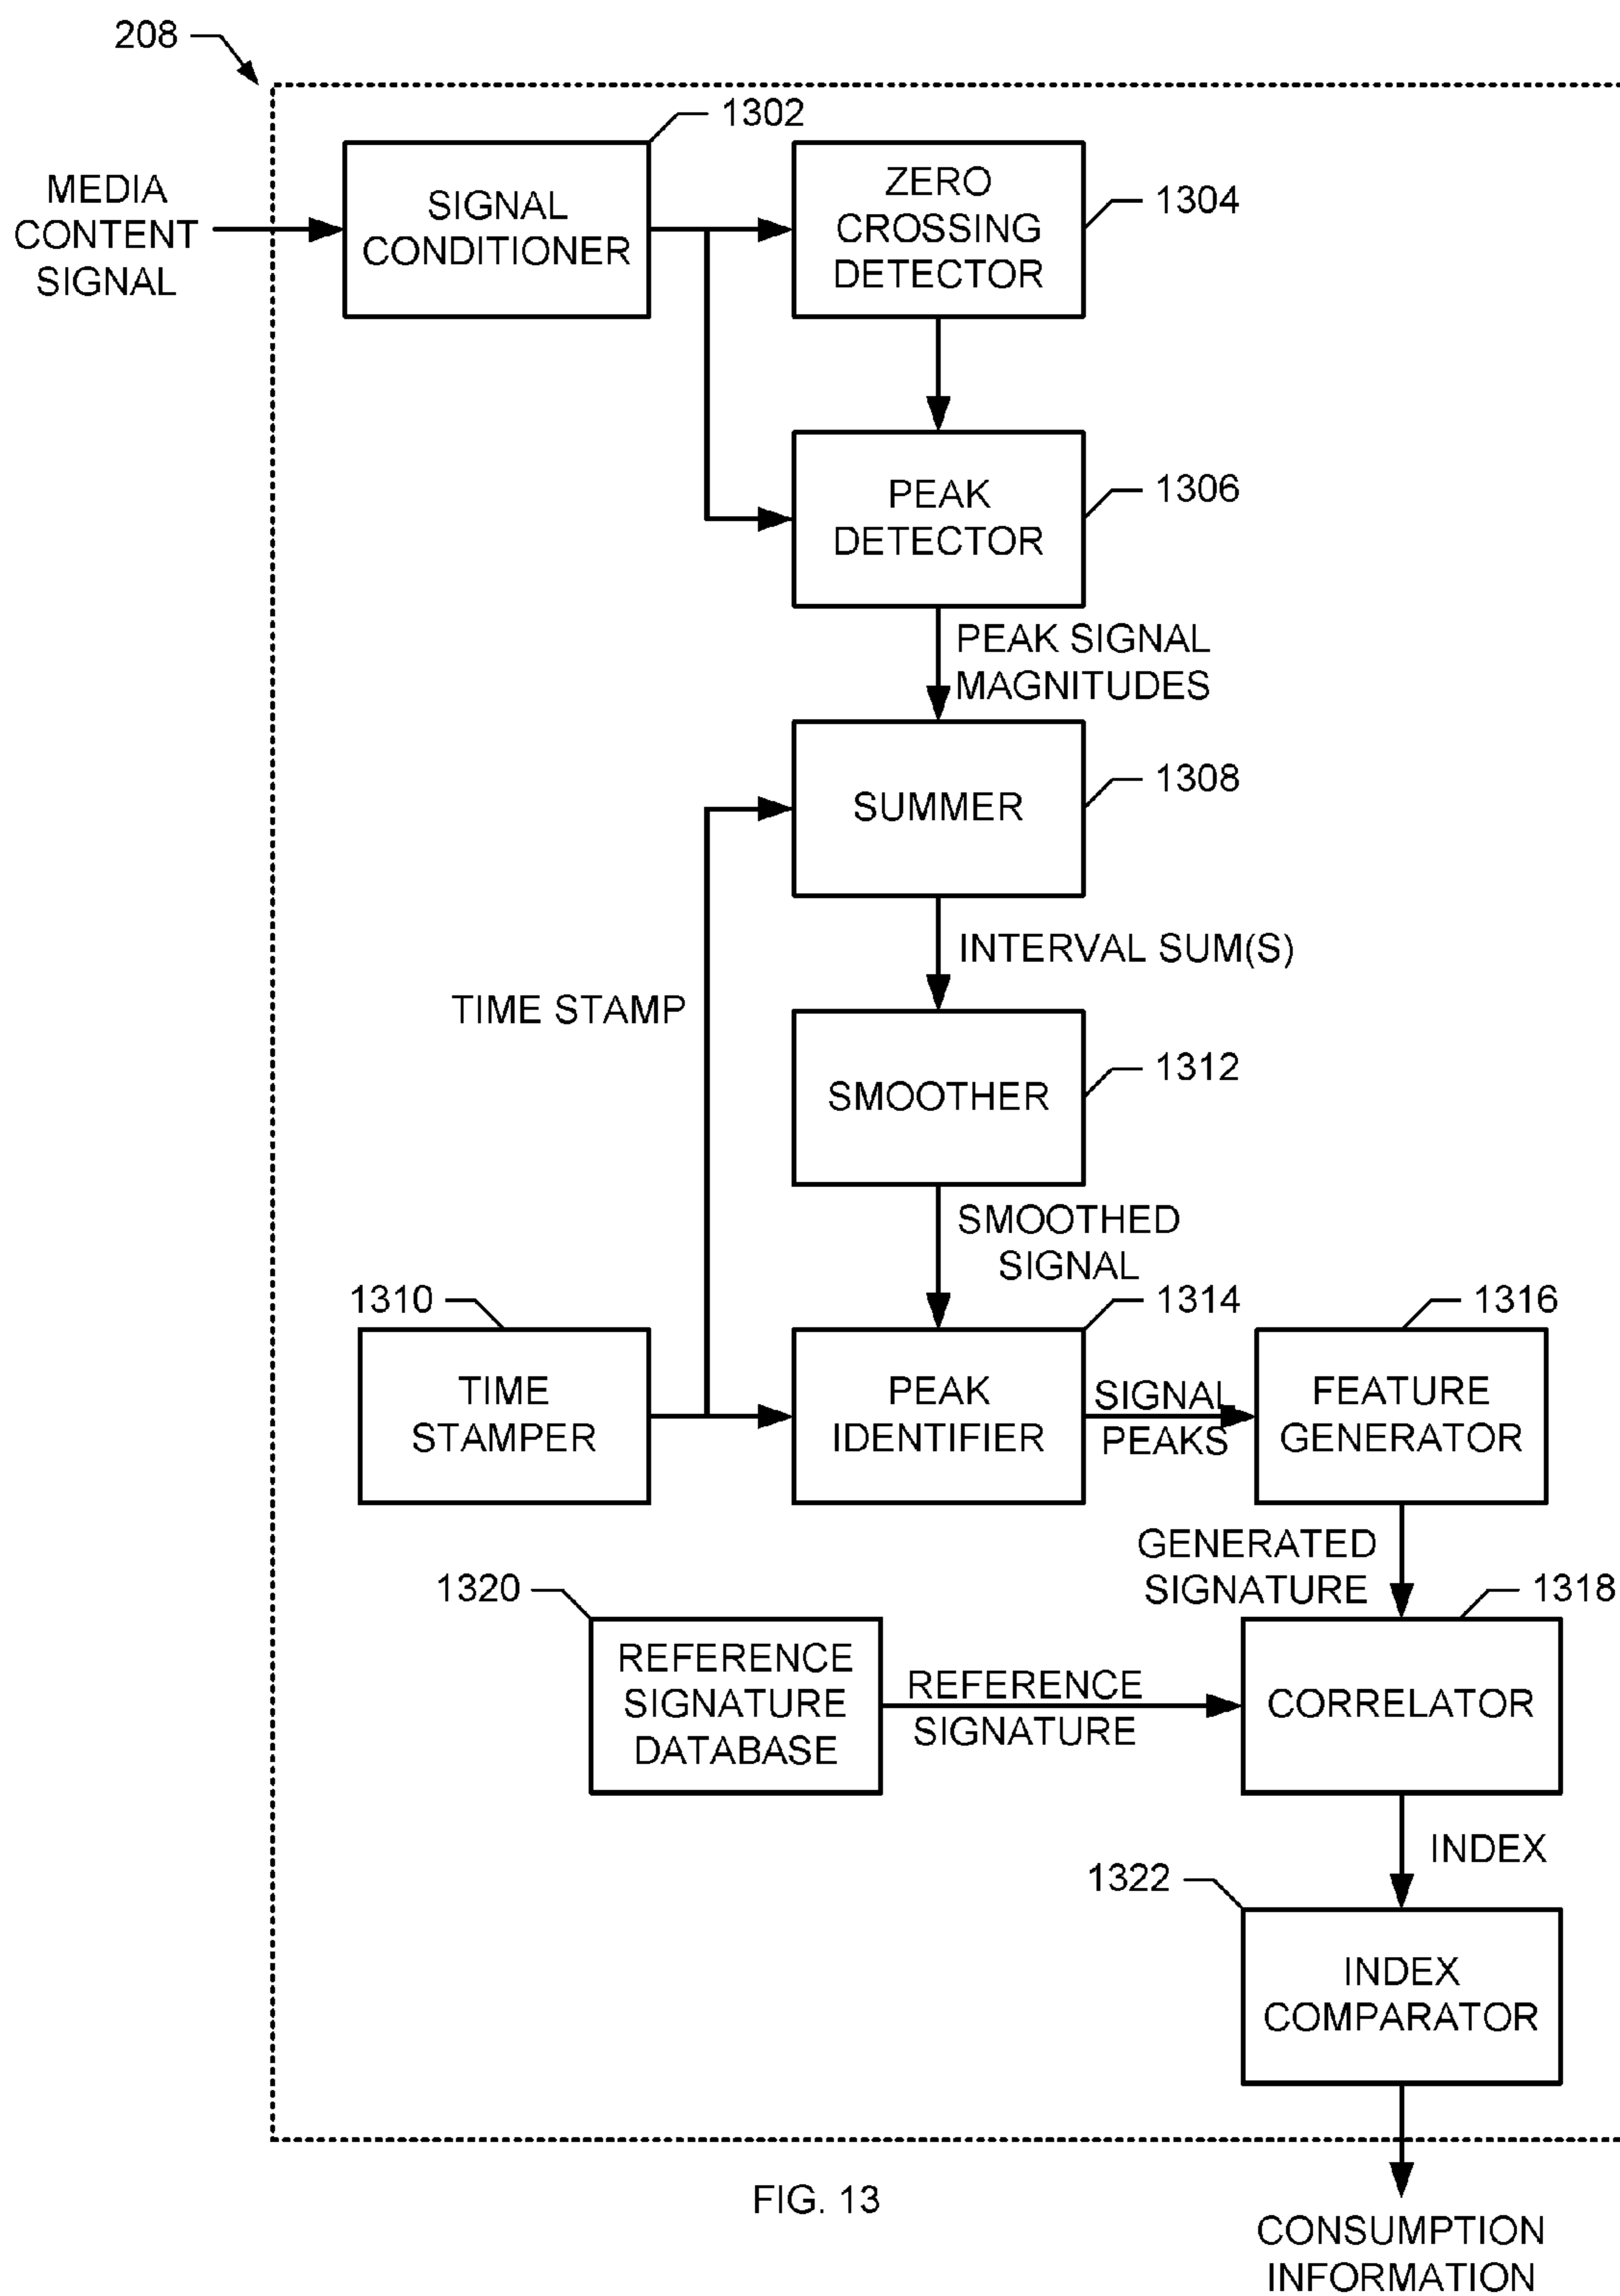 208
1302
MEDIA
CONTENT
SIGNAL
SIGNAL
CONDITIONER
ZERO
CROSSING
DETECTOR
1304
PEAK
DETECTOR
1306
PEAK SIGNAL
MAGNITUDES
SUMMER
1308
INTERVAL SUM(S)
TIME STAMP
SMOOTHER
1312
SMOOTHED
SIGNAL
1310
TIME
STAMPER
1314
PEAK
IDENTIFIER
SIGNAL
PEAKS
1316
FEATURE
GENERATOR
GENERATED
SIGNATURE
1320
REFERENCE
SIGNATURE
DATABASE
REFERENCE
SIGNATURE
1318
CORRELATOR
INDEX
1322
INDEX
COMPARATOR
FIG. 13
CONSUMPTION
INFORMATION